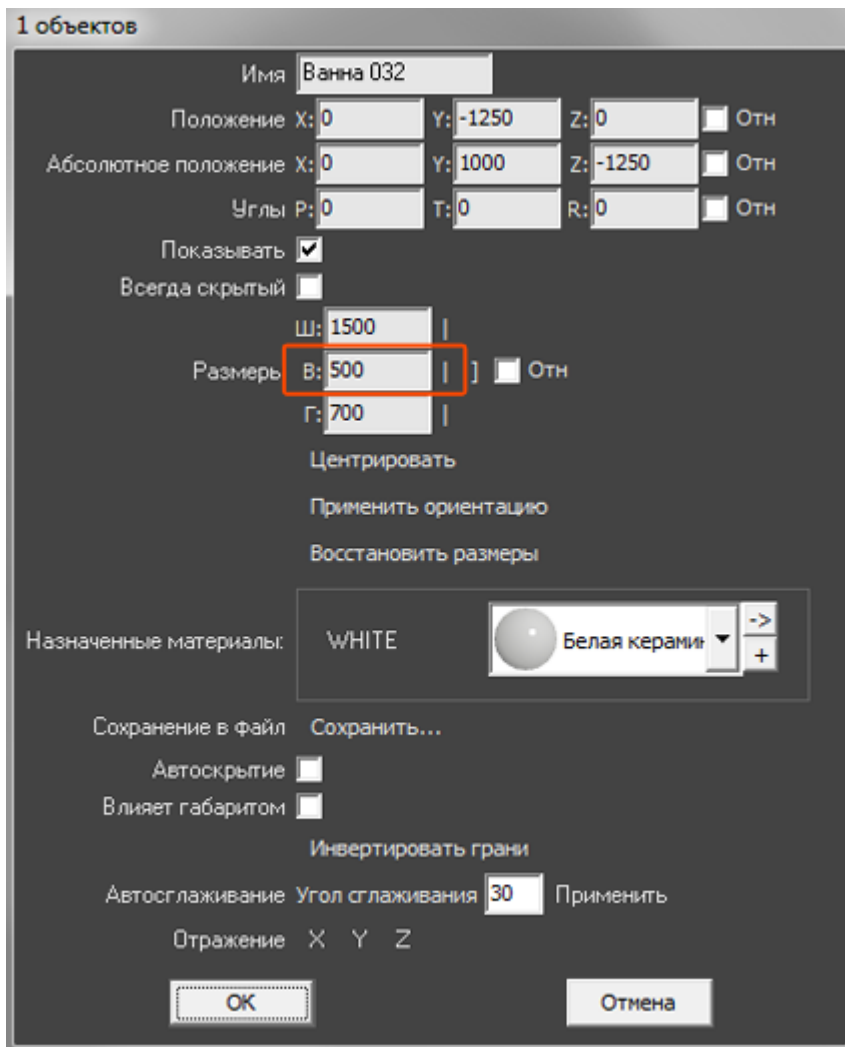 1 объектов
Имя Ванна 032
Положение X: 0 Y: -1250 Z: 0 Отн
Абсолютное положение X: 0 Y: 1000 Z: -1250 Отн
Углы P: 0 T: 0 R: 0 Отн
Показывать
Всегда скрытый
Ш: 1500 |
Размеры В: 500 | ] Отн
Г: 700 |
Центрировать
Применить ориентацию
Восстановить размеры
Назначенные материалы: WHITE Белая керамик ->
+
Сохранение в файл Сохранить...
Автоскрытие
Влияет габаритом
Инвертировать грани
Автосглаживание Угол сглаживания 30 Применить
Отражение X Y Z
OK Отмена